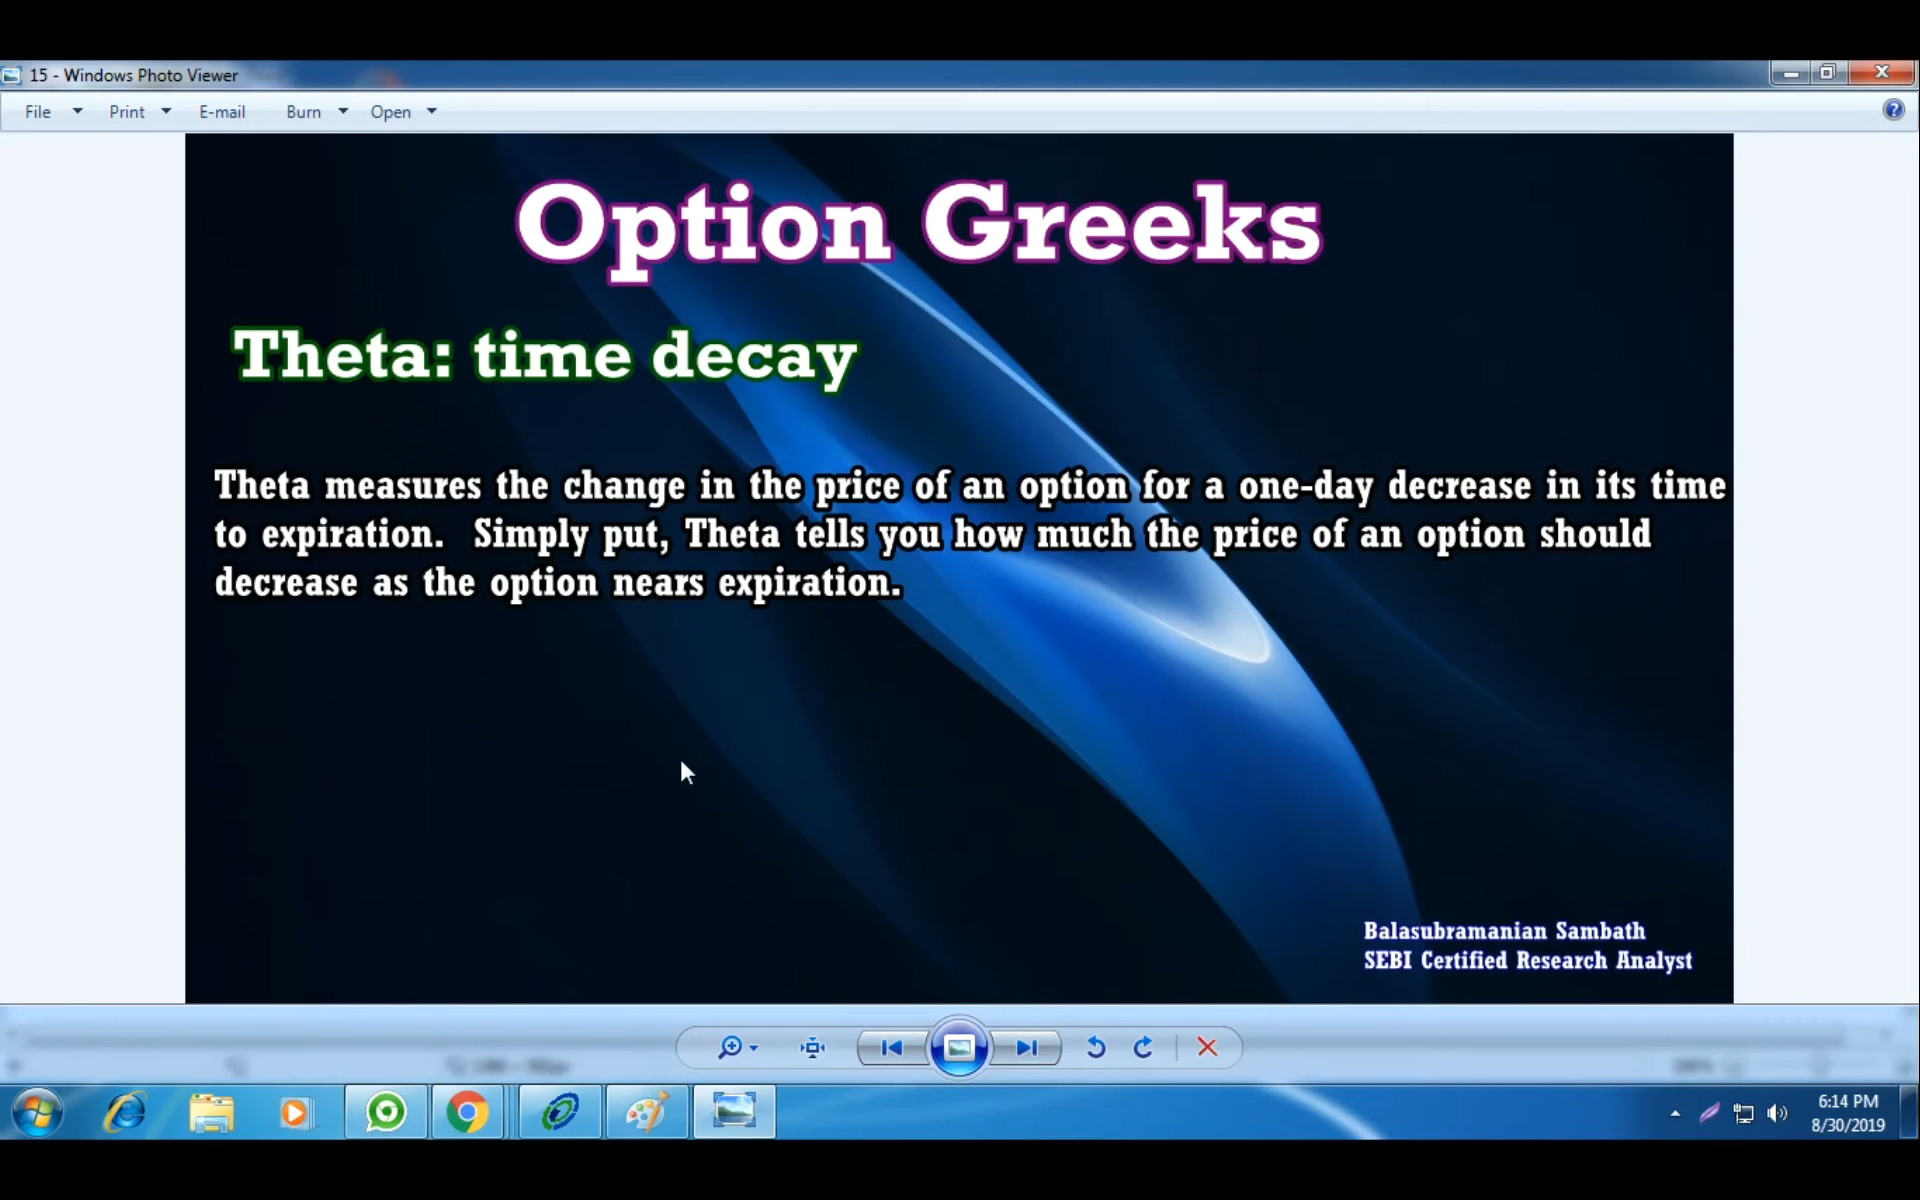 15 - Windows Photo Viewer
File Print E-mail Burn Open
Option Greeks
Theta: time decay
Theta measures the change in the price of an option for a one-day decrease in its time
to expiration. Simply put, Theta tells you how much the price of an option should
decrease as the option nears expiration.
Balasubramanian Sambath
SEBI Certified Research Analyst
6:14 PM
8/30/2019